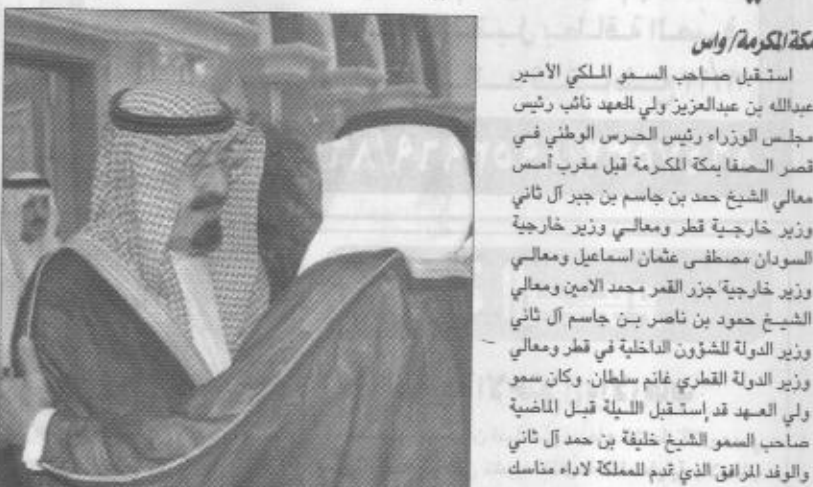 مكة المكرمة/واس
استقبل صاحب السمو الملكي الأمير
عبدالله بن عبدالعزيز ولي العهد نائب رئيس
مجلس الوزراء رئيس الحرس الوطني في
قصر الصفا بمكة المكرمة قبل مغرب أمس
معالي الشيخ حمد بن جاسم بن جبر آل ثاني
وزير خارجية قطر ومعالي وزير خارجية
السودان مصطفى عثمان اسماعيل ومعالي
وزير خارجية جزر القمر محمد الامين ومعالي
الشيخ حمود بن ناصر بن جاسم آل ثاني
وزير الدولة للشؤون الداخلية في قطر ومعالي
وزير الدولة القطري غانم سلطان. وكان سمو
ولي العهد قد إستقبل الليلة قبل الماضية
صاحب السمو الشيخ خليفة بن حمد آل ثاني
والوفد المرافق الذي قدم للمملكة لاداء مناسك